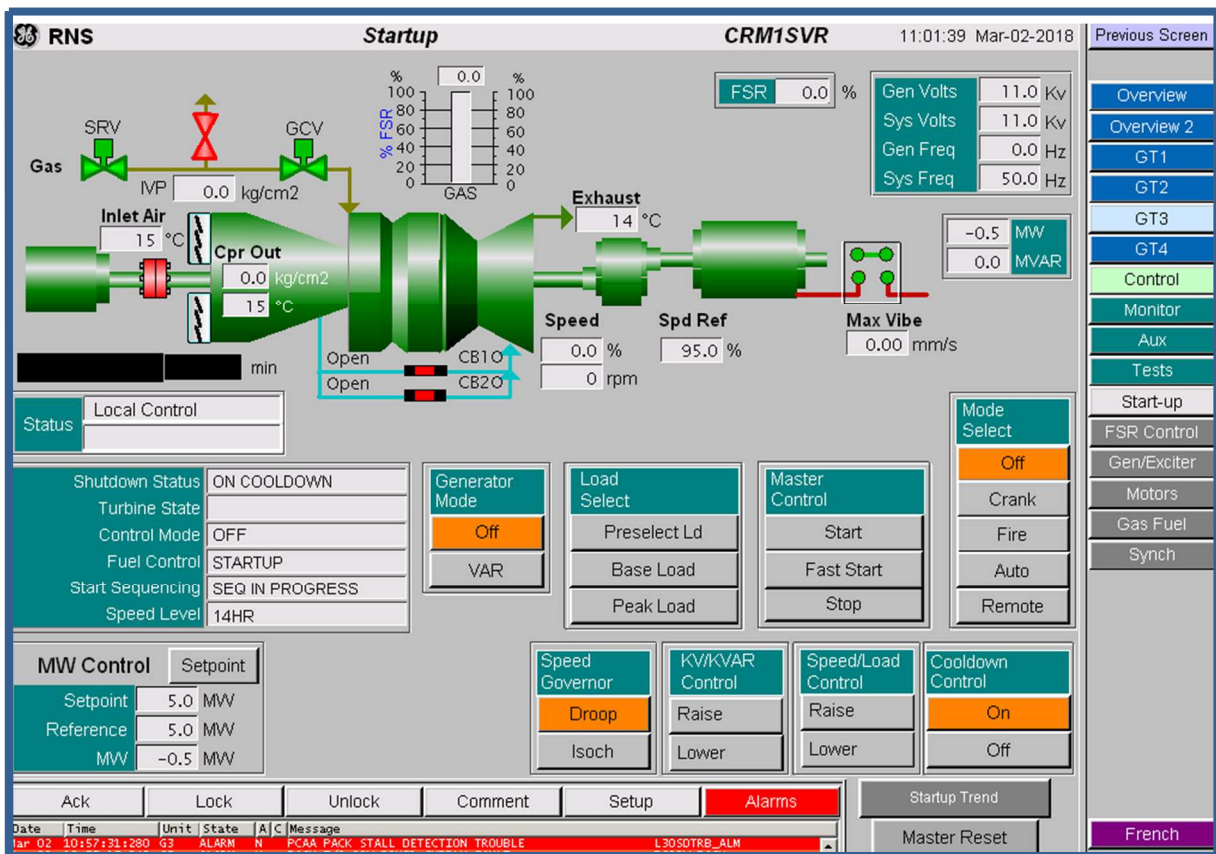 RNS Startup CRM1SVR 11:01:39 Mar-02-2018 Previous Screen
% 0.0 %
100 100
80 80
60 60
40 40
20 20
0 0
% FSR
GAS
FSR 0.0 %
Gen Volts 11.0 Kv
Sys Volts 11.0 Kv
Gen Freq 0.0 Hz
Sys Freq 50.0 Hz
SRV GCV
Gas
IVP 0.0 kg/cm2
Inlet Air
15 °C
Cpr Out
0.0 kg/cm2
15 °C
Exhaust
14 °C
-0.5 MW
0.0 MVAR
Speed
0.0 %
0 rpm
Spd Ref
95.0 %
Max Vibe
0.00 mm/s
min
Open CB1O
Open CB2O
Status Local Control
Shutdown Status ON COOLDOWN
Turbine State
Control Mode OFF
Fuel Control STARTUP
Start Sequencing SEQ IN PROGRESS
Speed Level 14HR
Generator Mode
Off
VAR
Load Select
Preselect Ld
Base Load
Peak Load
Master Control
Start
Fast Start
Stop
Mode Select
Off
Crank
Fire
Auto
Remote
MW Control Setpoint
Setpoint 5.0 MW
Reference 5.0 MW
MW -0.5 MW
Speed Governor
Droop
Isoch
KV/KVAR Control
Raise
Lower
Speed/Load Control
Raise
Lower
Cooldown Control
On
Off
Overview
Overview 2
GT1
GT2
GT3
GT4
Control
Monitor
Aux
Tests
Start-up
FSR Control
Gen/Exciter
Motors
Gas Fuel
Synch
Ack Lock Unlock Comment Setup Alarms
Startup Trend
Master Reset
French
Date Time Unit State A C Message
Mar 02 10:57:31:280 G3 ALARM N PCAA PACK STALL DETECTION TROUBLE L30SDTRB_ALM